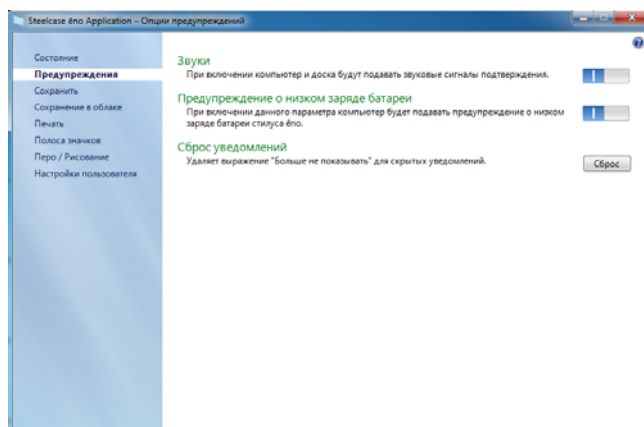 Steelcase ēno Application – Опции предупреждений
Состояние
Предупреждения
Сохранить
Сохранение в облаке
Печать
Полоса значков
Перо / Рисование
Настройки пользователя
Звуки
При включении компьютер и доска будут подавать звуковые сигналы подтверждения.
Предупреждение о низком заряде батареи
При включении данного параметра компьютер будет подавать предупреждение о низком
заряде батареи стилуса ēno.
Сброс уведомлений
Удаляет выражение "Больше не показывать" для скрытых уведомлений.
Сброс